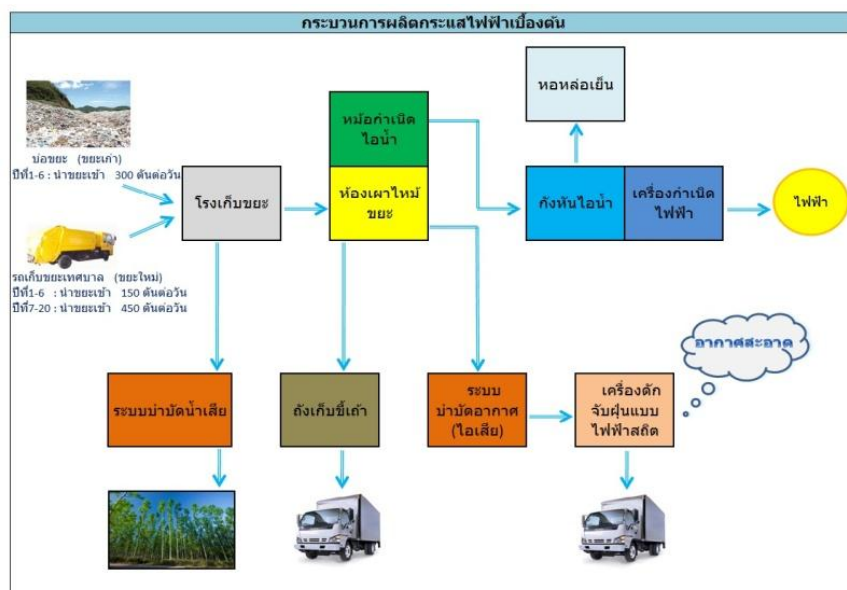 กระบวนการผลิตกระแสไฟฟ้าเบื้องต้น
บ่อขยะ (ขยะเก่า)
ปีที่1-6 : นำขยะเข้า 300 ตันต่อวัน
รถเก็บขยะเทศบาล (ขยะใหม่)
ปีที่1-6 : นำขยะเข้า 150 ตันต่อวัน
ปีที่7-20 : นำขยะเข้า 450 ตันต่อวัน
โรงเก็บขยะ
หม้อกำเนิด
ไอน้ำ
ห้องเผาไหม้
ขยะ
หอหล่อเย็น
กังหันไอน้ำ
เครื่องกำเนิด
ไฟฟ้า
ไฟฟ้า
อากาศสะอาด
ระบบบำบัดน้ำเสีย
ถังเก็บขี้เถ้า
ระบบ
บำบัดอากาศ
(ไอเสีย)
เครื่องดัก
จับฝุ่นแบบ
ไฟฟ้าสถิต